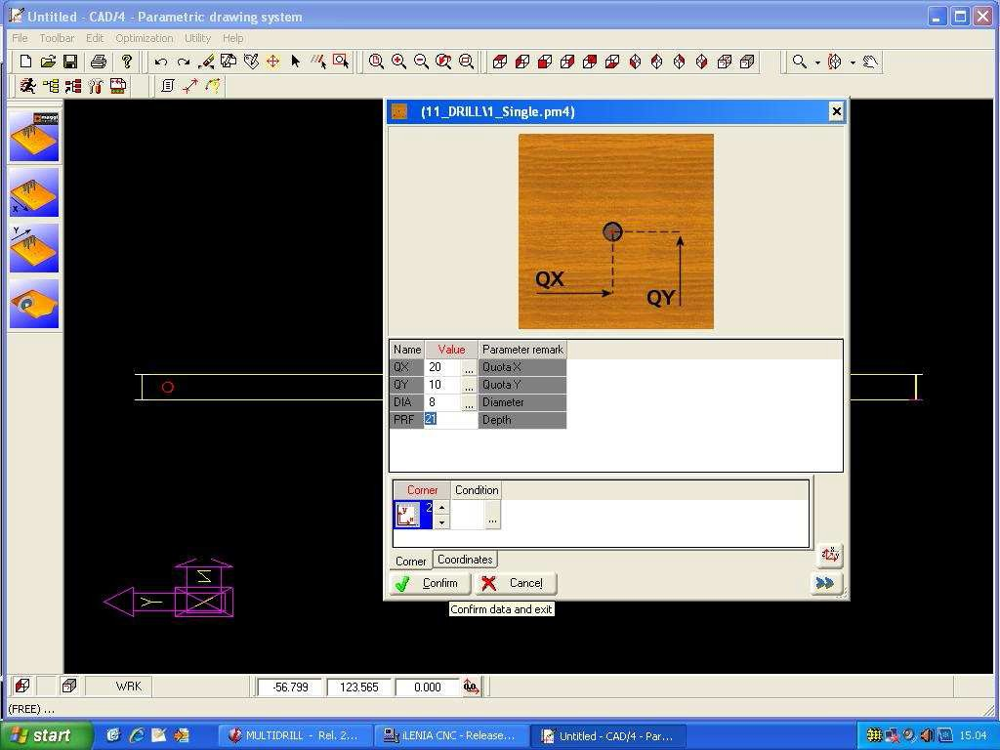 Untitled - CAD/4 - Parametric drawing system
File Toolbar Edit Optimization Utility Help
(11_DRILL\1_Single.pm4)
X
Y
QX
QY
Name Value Parameter remark
QX 20 ... Quota X
QY 10 ... Quota Y
DIA 8 ... Diameter
PRF 21 Depth
Corner Condition
2 ...
Corner Coordinates
Confirm Cancel
Confirm data and exit
Z
Y
X
WRK -56.799 123.565 0.000
(FREE) ...
start MULTIDRILL - Rel. 2... iLENIA CNC - Release... Untitled - CAD/4 - Par... 15.04